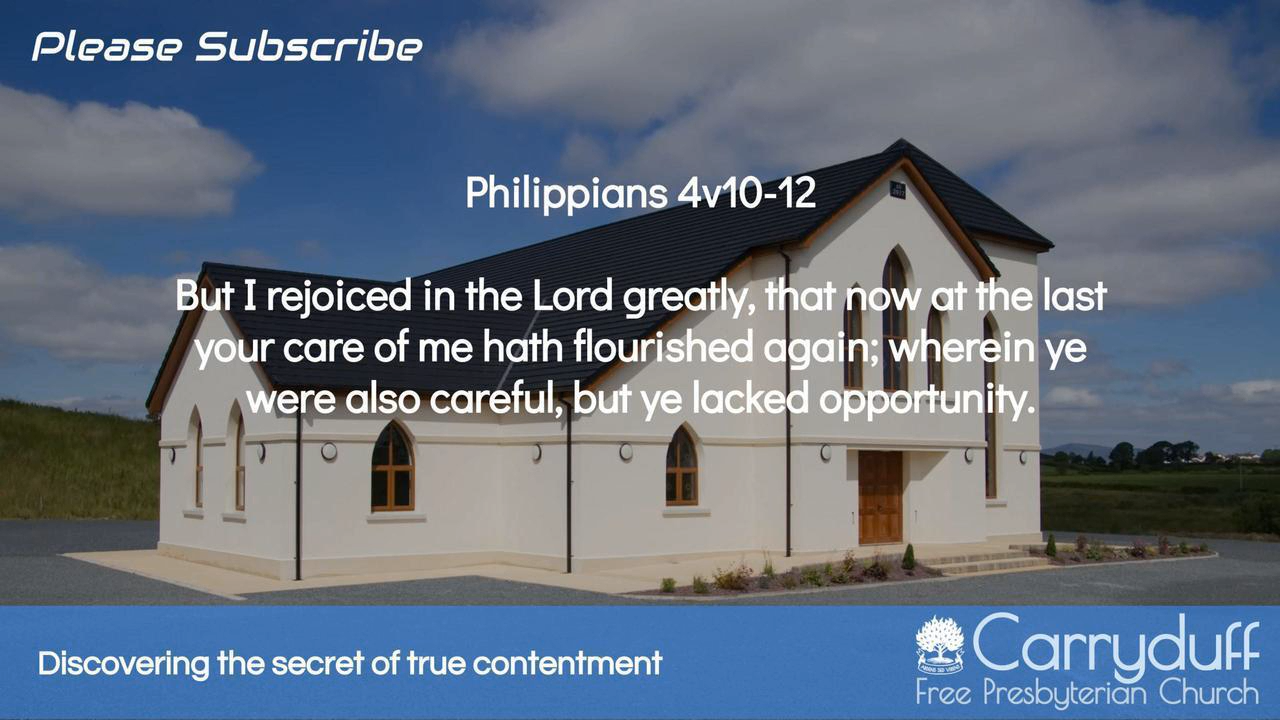 Please Subscribe
Philippians 4v10-12
But I rejoiced in the Lord greatly, that now at the last
your care of me hath flourished again; wherein ye
were also careful, but ye lacked opportunity.
Discovering the secret of true contentment
Carryduff
Free Presbyterian Church